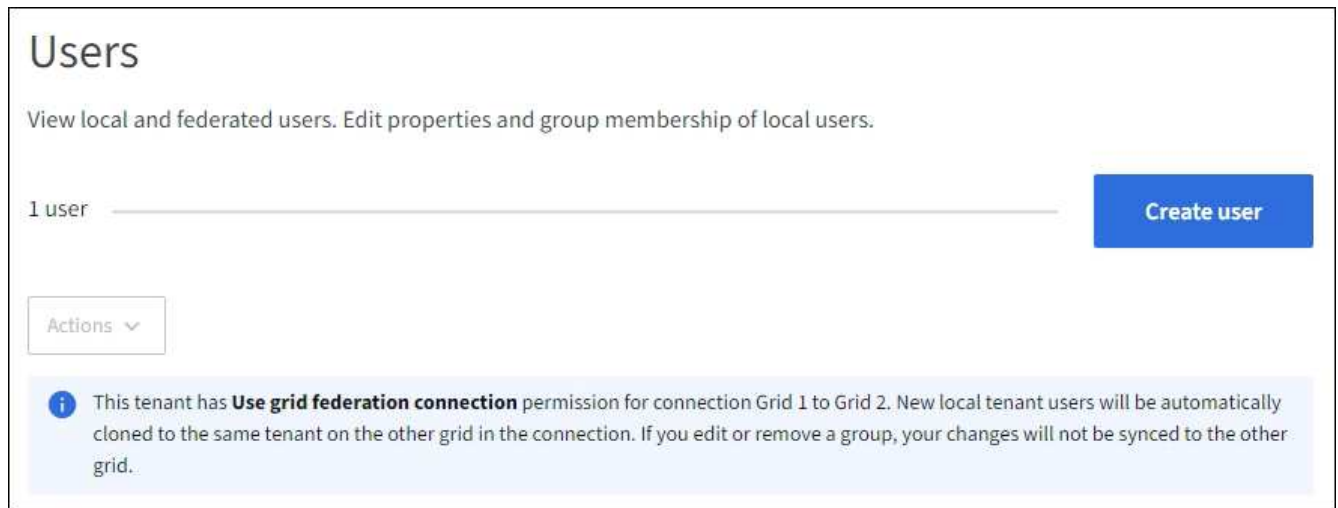 Users
View local and federated users. Edit properties and group membership of local users.
1 user
Create user
Actions
This tenant has Use grid federation connection permission for connection Grid 1 to Grid 2. New local tenant users will be automatically
cloned to the same tenant on the other grid in the connection. If you edit or remove a group, your changes will not be synced to the other
grid.